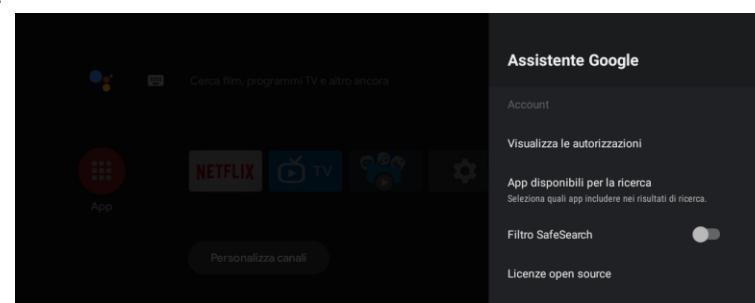 Assistente Google
Cerca film, programmi TV e altro ancora
Account
Visualizza le autorizzazioni
NETFLIX
TV
App disponibili per la ricerca
Seleziona quali app includere nei risultati di ricerca.
App
Filtro SafeSearch
Personalizza canali
Licenze open source